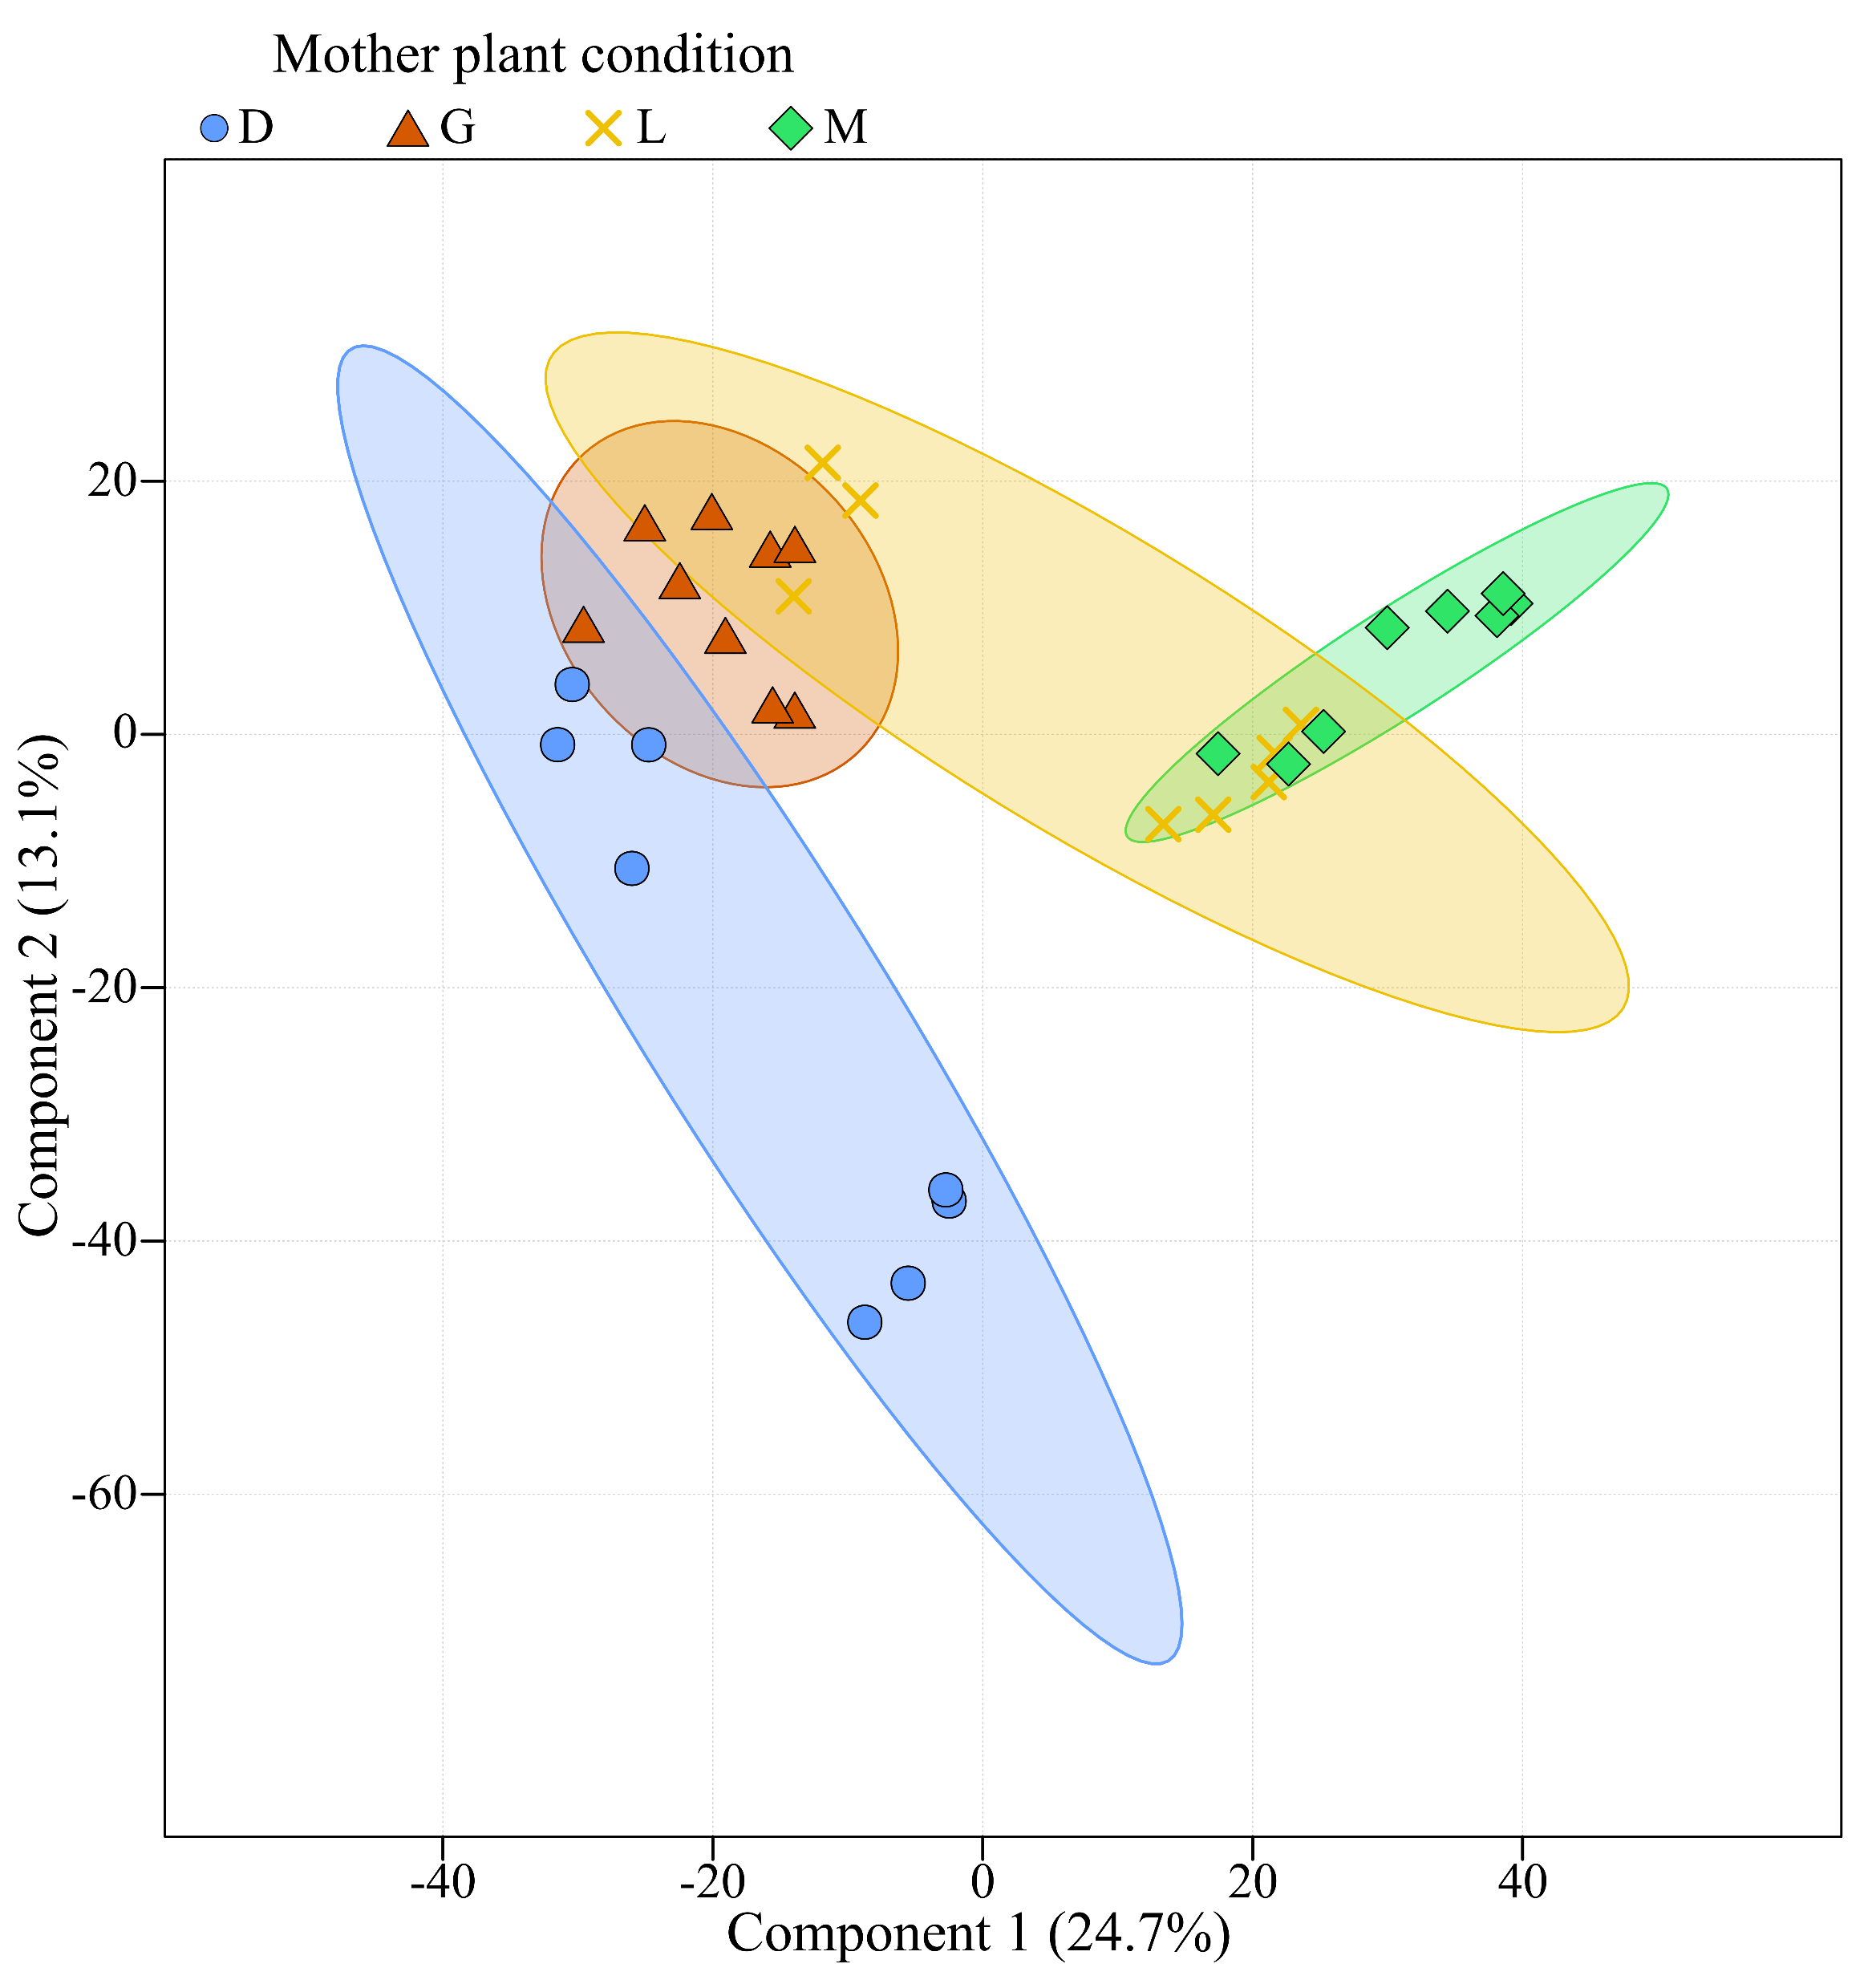 Mother plant condition
D G L M
20
0
-20
-40
-60
Component 2 (13.1%)
-40 -20 0 20 40
Component 1 (24.7%)